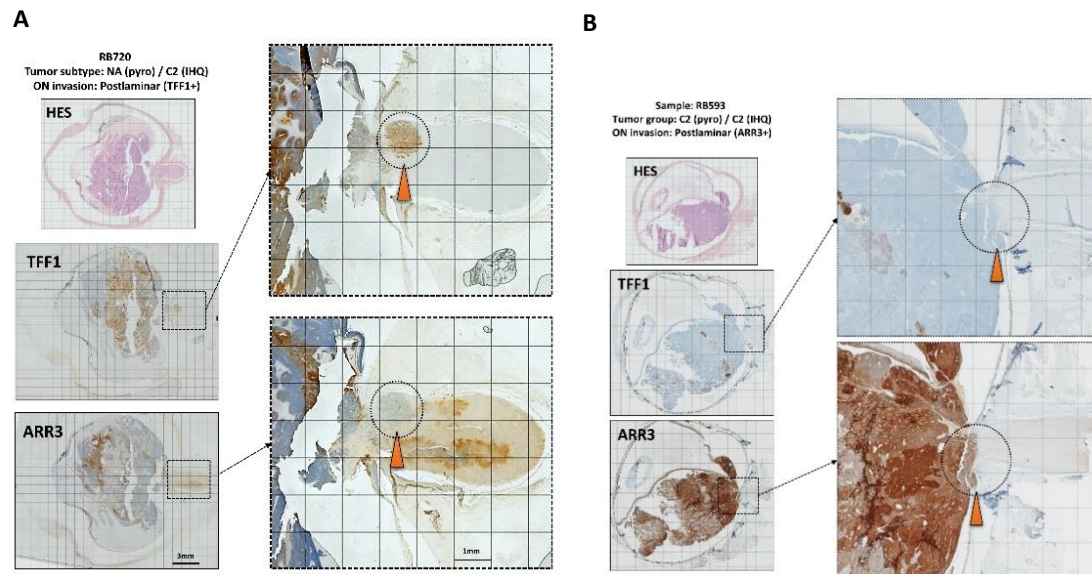 A
RB720
Tumor subtype: NA (pyro) / C2 (IHQ)
ON invasion: Postlaminar (TFF1+)
HES
TFF1
ARR3
3mm
1mm
B
Sample: RB593
Tumor group: C2 (pyro) / C2 (IHQ)
ON invasion: Postlaminar (ARR3+)
HES
TFF1
ARR3